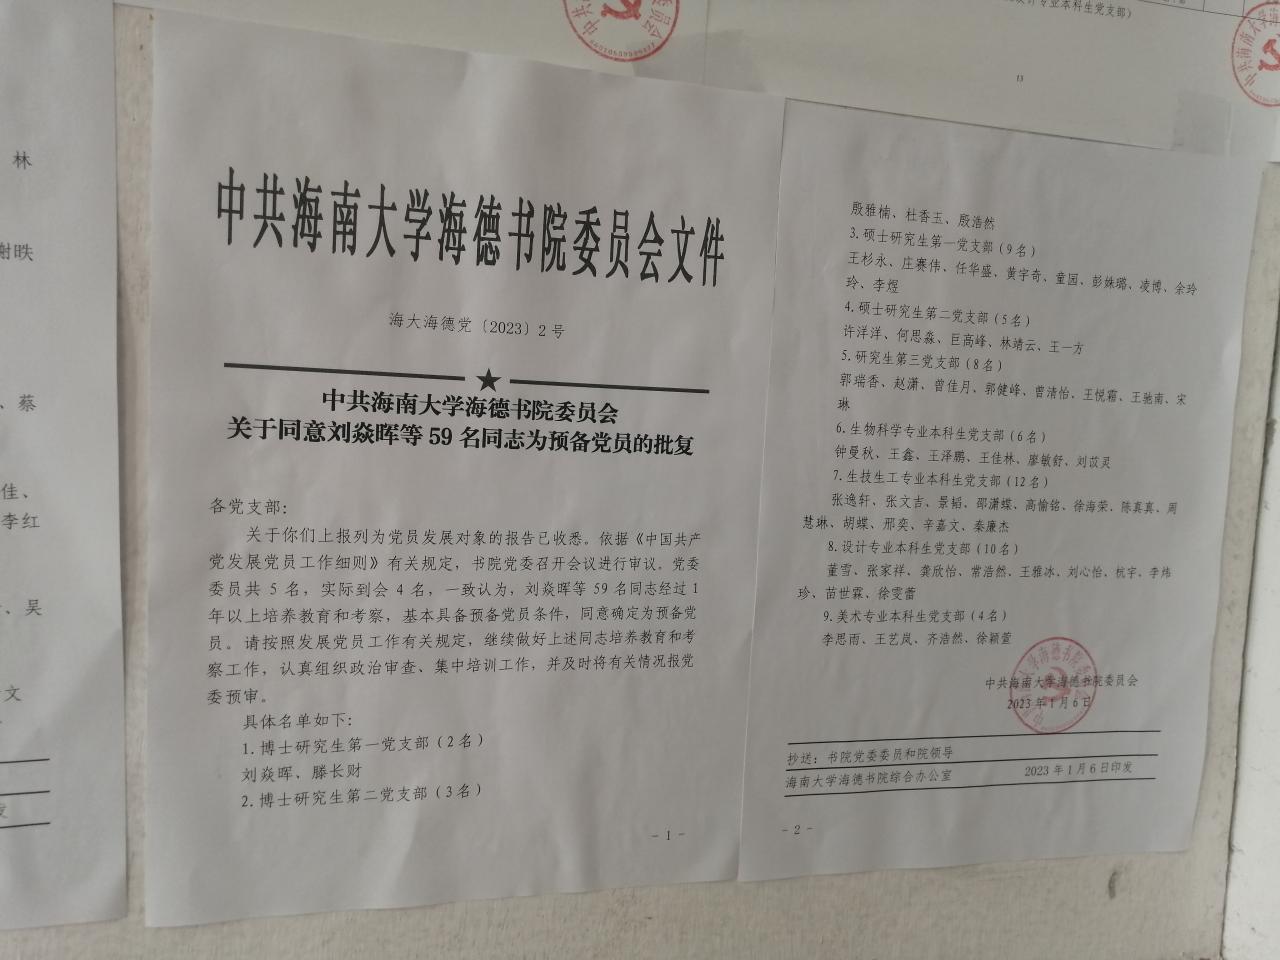 林
谢昳
、蔡
佳、
李红
、吴
文
设计专业本科生党支部）
13
中共海南大学海德书院委员会文件
海大海德党〔2023〕2号
中共海南大学海德书院委员会
关于同意刘焱晖等 59 名同志为预备党员的批复
各党支部：
关于你们上报列为党员发展对象的报告已收悉。依据《中国共产
党发展党员工作细则》有关规定，书院党委召开会议进行审议。党委
委员共 5 名，实际到会 4 名，一致认为，刘焱晖等 59 名同志经过 1
年以上培养教育和考察，基本具备预备党员条件，同意确定为预备党
员。请按照发展党员工作有关规定，继续做好上述同志培养教育和考
察工作，认真组织政治审查、集中培训工作，并及时将有关情况报党
委预审。
具体名单如下：
1.博士研究生第一党支部（2名）
刘焱晖、滕长财
2.博士研究生第二党支部（3名）
- 1 -
殷雅楠、杜香玉、殷浩然
3.硕士研究生第一党支部（9名）
王杉永、庄赛伟、任华盛、黄宇奇、童园、彭姝璐、凌博、余玲
玲、李煜
4.硕士研究生第二党支部（5名）
许洋洋、何思淼、巨高峰、林靖云、王一方
5.研究生第三党支部（8名）
郭瑞香、赵潇、曾佳月、郭健峰、曾清怡、王悦霜、王驰南、宋
琳
6.生物科学专业本科生党支部（6名）
钟曼秋、王鑫、王泽鹏、王佳林、廖敏舒、刘苡灵
7.生技生工专业本科生党支部（12名）
张逸轩、张文吉、景韬、邵潇蝶、高愉铭、徐海荣、陈真真、周
慧琳、胡蝶、邢奕、辛嘉文、秦廉杰
8.设计专业本科生党支部（10名）
董雪、张家祥、龚欣怡、常浩然、王雅冰、刘心怡、杭宇、李炜
珍、苗世霖、徐雯蕾
9.美术专业本科生党支部（4名）
李思雨、王艺岚、齐浩然、徐颖萱
中共海南大学海德书院委员会
2023年1月6日
抄送：书院党委委员和院领导
海南大学海德书院综合办公室 2023年1月6日印发
- 2 -